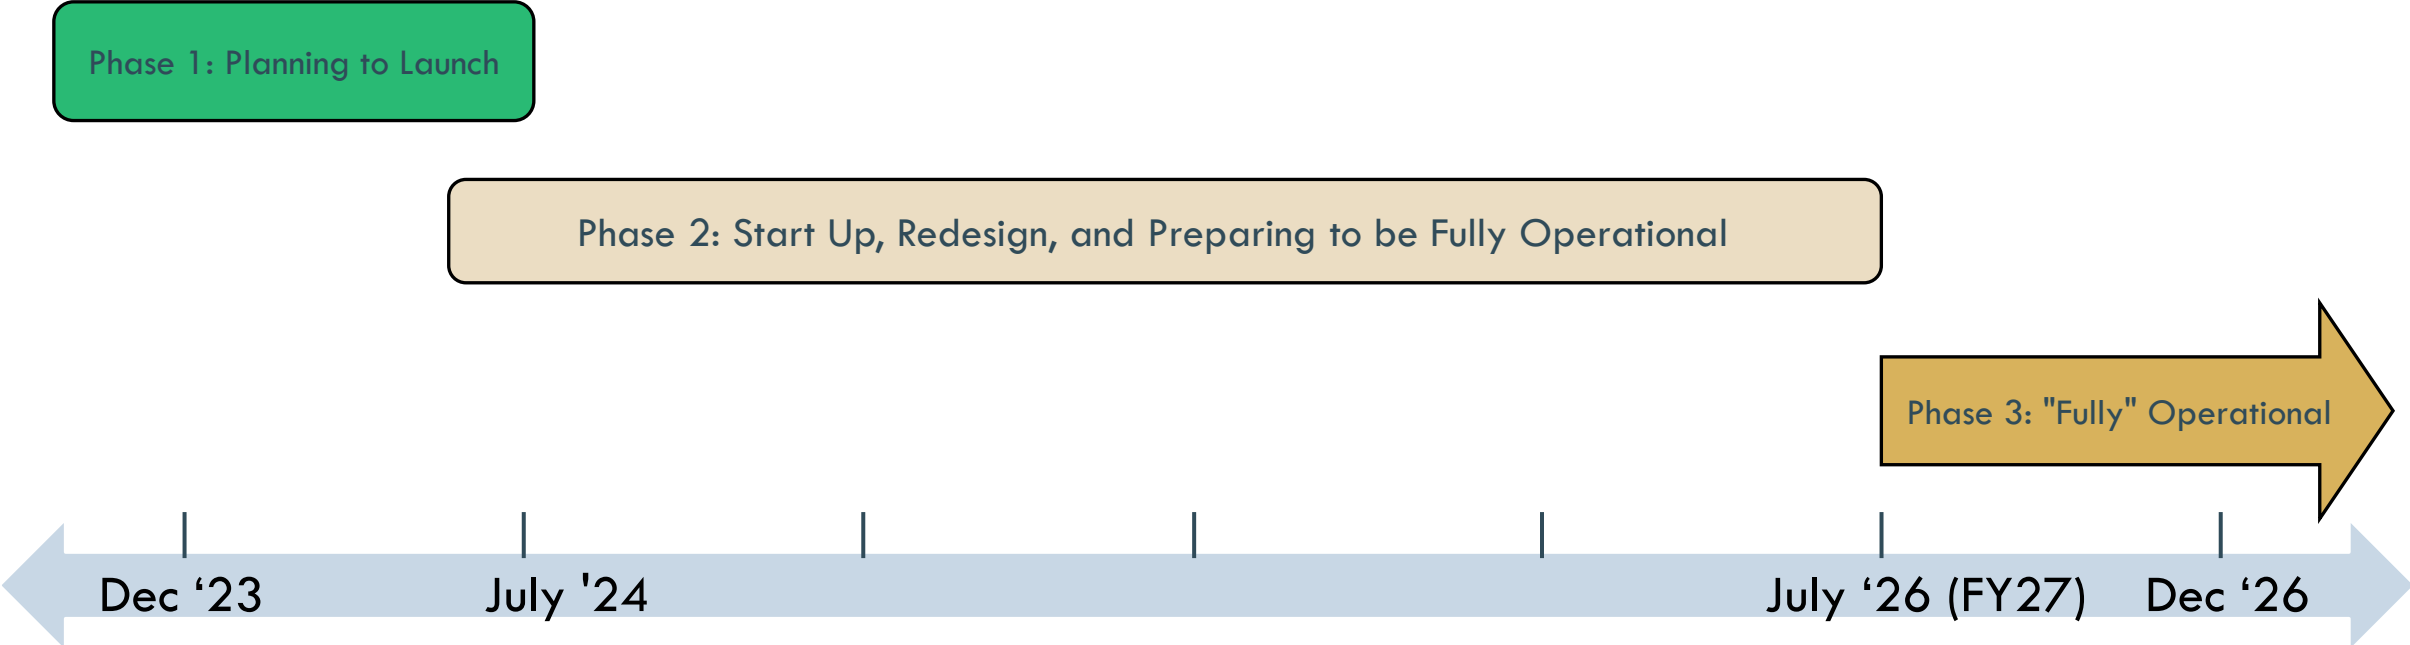 Phase 1: Planning to Launch
Phase 2: Start Up, Redesign, and Preparing to be Fully Operational
Phase 3: "Fully" Operational
Dec ‘23
July '24
July ‘26 (FY27)
Dec ‘26